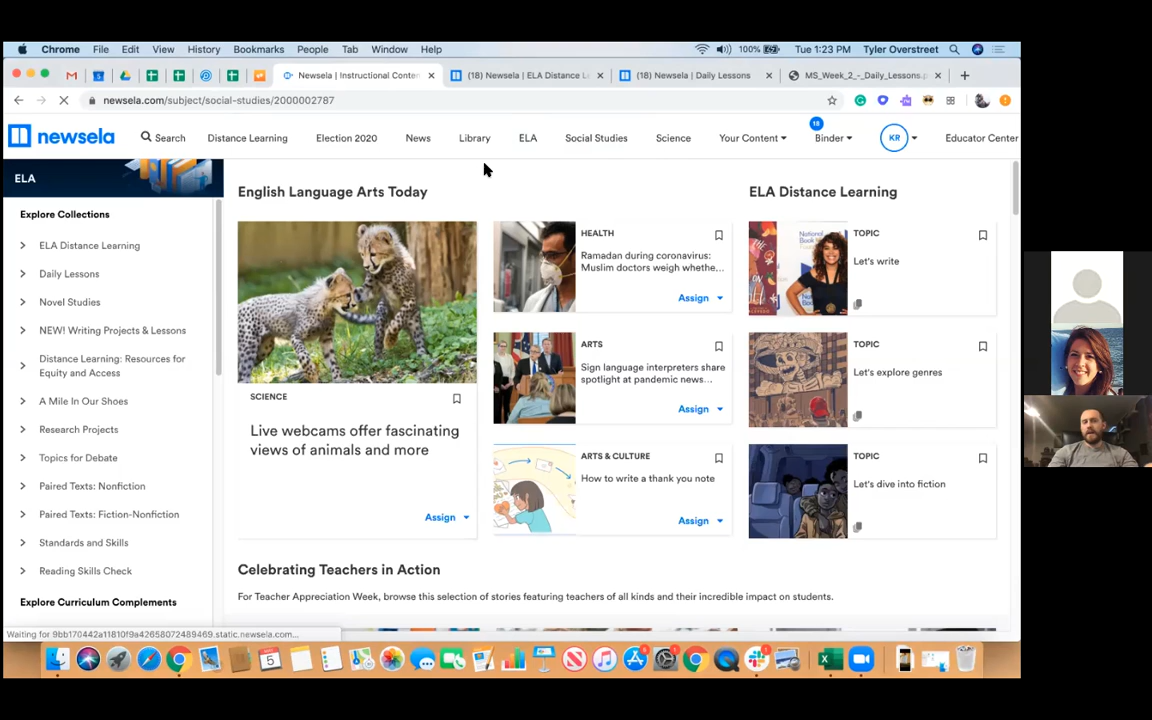 Chrome File Edit View History Bookmarks People Tab Window Help 100% Tue 1:23 PM Tyler Overstreet
Newsela | Instructional Conten × (18) Newsela | ELA Distance L × (18) Newsela | Daily Lessons × MS_Week_2_-_Daily_Lessons.p × +
newsela.com/subject/social-studies/2000002787
newsela Search Distance Learning Election 2020 News Library ELA Social Studies Science Your Content 18 Binder KR Educator Center
ELA
Explore Collections
ELA Distance Learning
Daily Lessons
Novel Studies
NEW! Writing Projects & Lessons
Distance Learning: Resources for
Equity and Access
A Mile In Our Shoes
Research Projects
Topics for Debate
Paired Texts: Nonfiction
Paired Texts: Fiction-Nonfiction
Standards and Skills
Reading Skills Check
Explore Curriculum Complements
English Language Arts Today
SCIENCE
Live webcams offer fascinating
views of animals and more
Assign
HEALTH
Ramadan during coronavirus:
Muslim doctors weigh whethe...
Assign
ARTS
Sign language interpreters share
spotlight at pandemic news...
Assign
ARTS & CULTURE
How to write a thank you note
Assign
ELA Distance Learning
TOPIC
Let's write
TOPIC
Let's explore genres
TOPIC
Let's dive into fiction
Celebrating Teachers in Action
For Teacher Appreciation Week, browse this selection of stories featuring teachers of all kinds and their incredible impact on students.
Waiting for 9bb170442a11810f9a42658072489469.static.newsela.com...
5